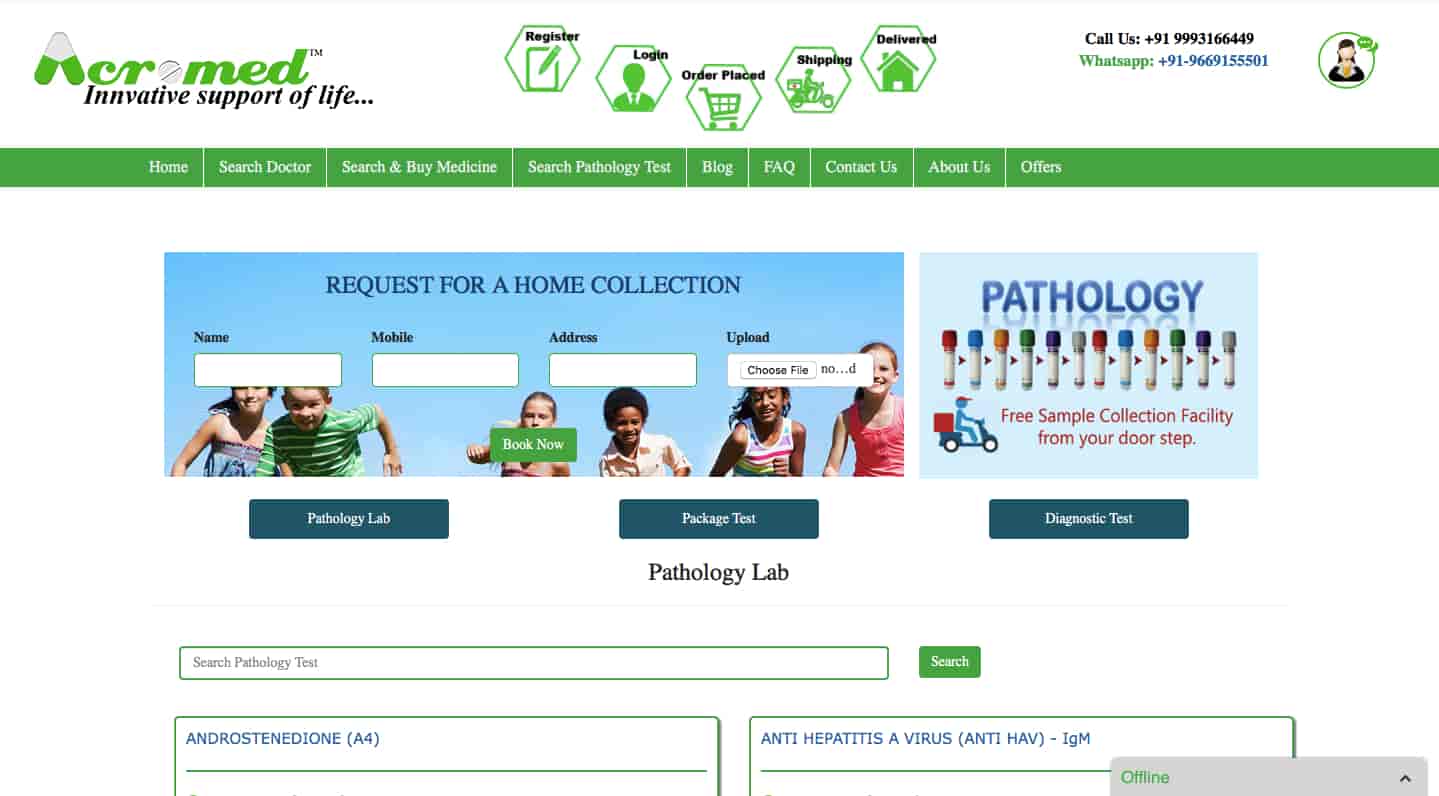 Acromed™
Innvative support of life...
Register
Login
Order Placed
Shipping
Delivered
Call Us: +91 9993166449
Whatsapp: +91-9669155501
Home
Search Doctor
Search & Buy Medicine
Search Pathology Test
Blog
FAQ
Contact Us
About Us
Offers
REQUEST FOR A HOME COLLECTION
Name
Mobile
Address
Upload
Choose File no...d
Book Now
PATHOLOGY
Free Sample Collection Facility
from your door step.
Pathology Lab
Package Test
Diagnostic Test
Pathology Lab
Search Pathology Test
Search
ANDROSTENEDIONE (A4)
ANTI HEPATITIS A VIRUS (ANTI HAV) - IgM
Offline